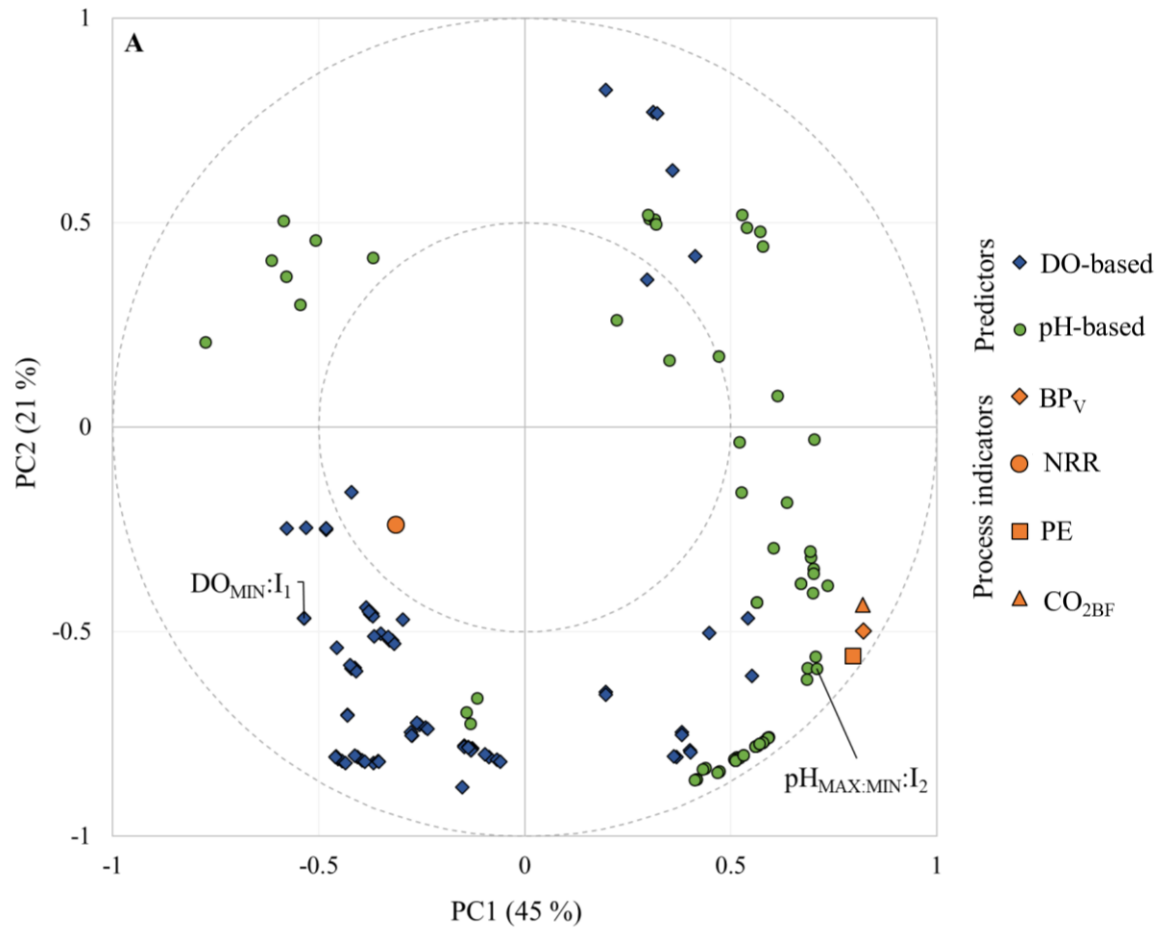 A
1
0.5
0
-0.5
-1
-1
-0.5
0
0.5
1
PC2 (21 %)
PC1 (45 %)
DOMIN:I1
pHMAX:MIN:I2
Predictors
DO-based
pH-based
Process indicators
BPV
NRR
PE
CO2BF